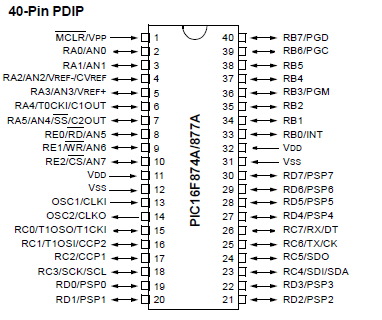 40-Pin PDIP
MCLR/VPP 1 40 RB7/PGD
RA0/AN0 2 39 RB6/PGC
RA1/AN1 3 38 RB5
RA2/AN2/VREF-/CVREF 4 37 RB4
RA3/AN3/VREF+ 5 36 RB3/PGM
RA4/T0CKI/C1OUT 6 35 RB2
RA5/AN4/SS/C2OUT 7 34 RB1
RE0/RD/AN5 8 33 RB0/INT
RE1/WR/AN6 9 32 VDD
RE2/CS/AN7 10 31 VSS
VDD 11 30 RD7/PSP7
VSS 12 29 RD6/PSP6
OSC1/CLKI 13 28 RD5/PSP5
OSC2/CLKO 14 27 RD4/PSP4
RC0/T1OSO/T1CKI 15 26 RC7/RX/DT
RC1/T1OSI/CCP2 16 25 RC6/TX/CK
RC2/CCP1 17 24 RC5/SDO
RC3/SCK/SCL 18 23 RC4/SDI/SDA
RD0/PSP0 19 22 RD3/PSP3
RD1/PSP1 20 21 RD2/PSP2
PIC16F874A/877A